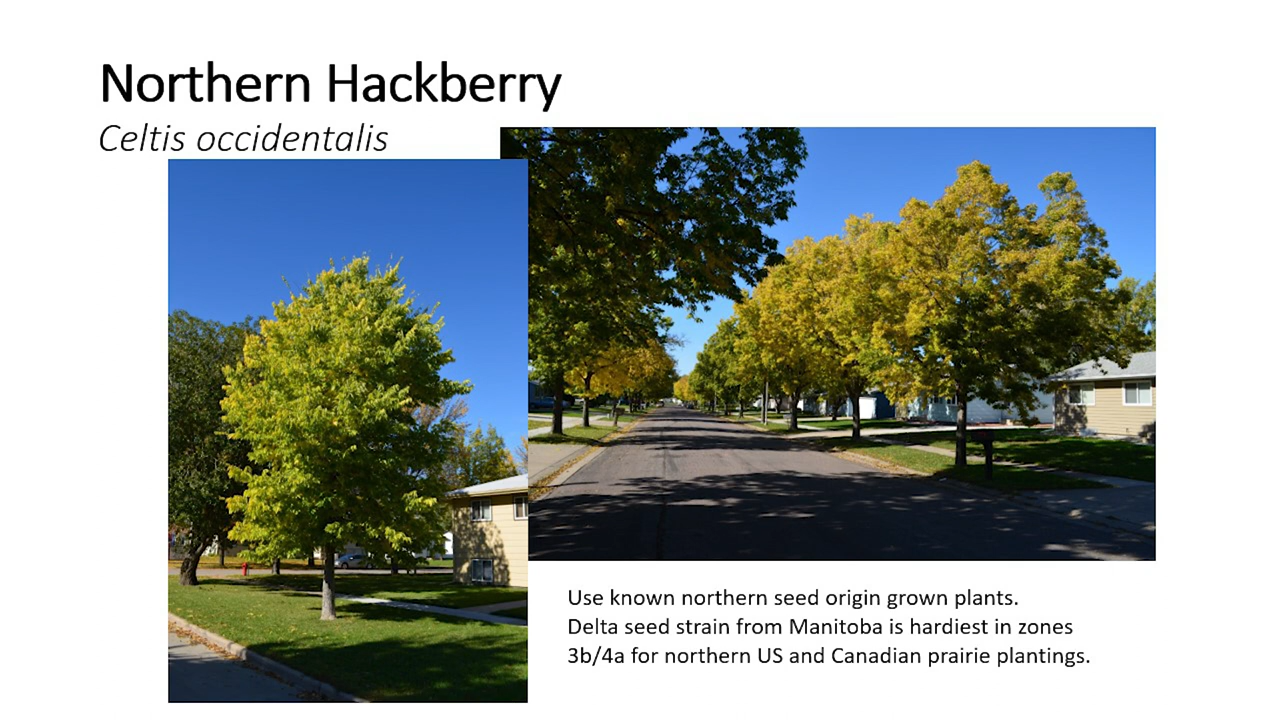 Northern Hackberry
Celtis occidentalis
Use known northern seed origin grown plants.
Delta seed strain from Manitoba is hardiest in zones
3b/4a for northern US and Canadian prairie plantings.